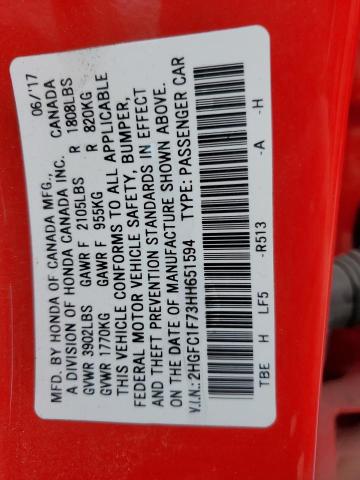 MFD. BY HONDA OF CANADA MFG., 06/'17
A DIVISION OF HONDA CANADA INC. CANADA
GVWR 3902LBS GAWR F 2105LBS R 1808LBS
GVWR 1770KG GAWR F 955KG R 820KG
THIS VEHICLE CONFORMS TO ALL APPLICABLE
FEDERAL MOTOR VEHICLE SAFETY, BUMPER,
AND THEFT PREVENTION STANDARDS IN EFFECT
ON THE DATE OF MANUFACTURE SHOWN ABOVE.
V.I.N.: 2HGFC1F73HH651594 TYPE: PASSENGER CAR
TBE H LF5 -R513 -A -H